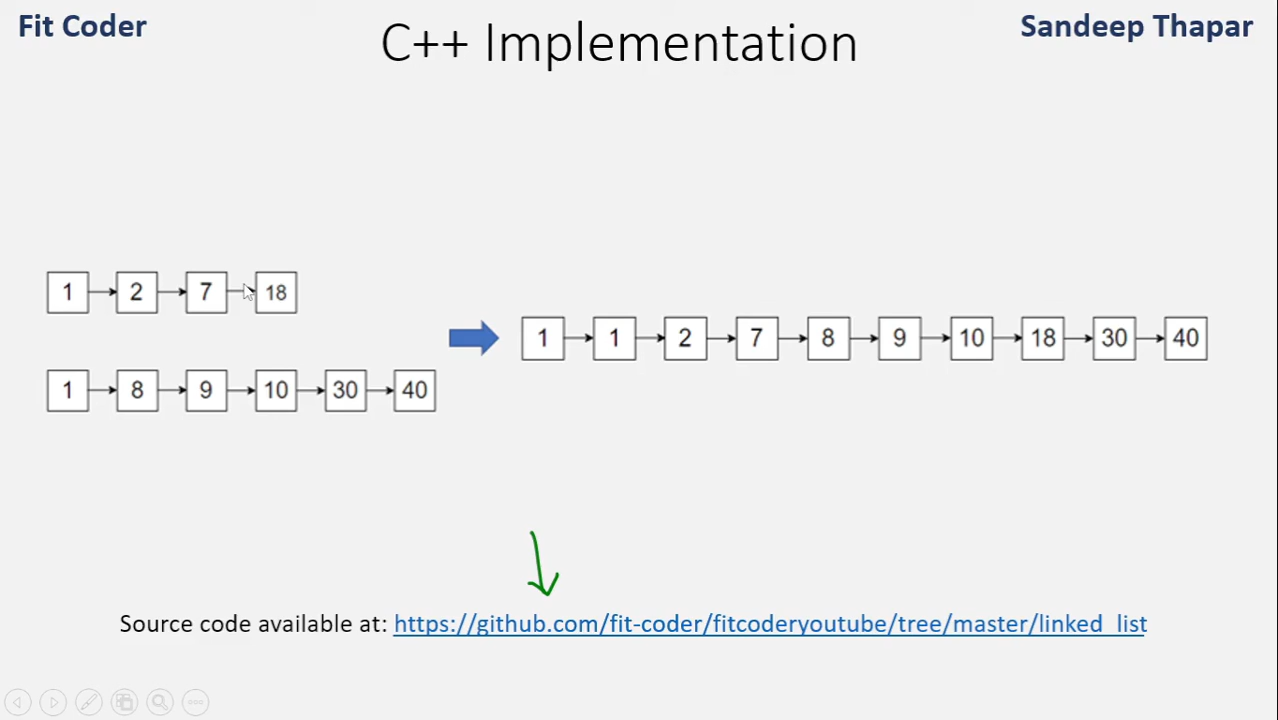 Fit Coder
C++ Implementation
Sandeep Thapar
1 2 7 18
1 8 9 10 30 40
1 1 2 7 8 9 10 18 30 40
Source code available at: https://github.com/fit-coder/fitcoderyoutube/tree/master/linked_list